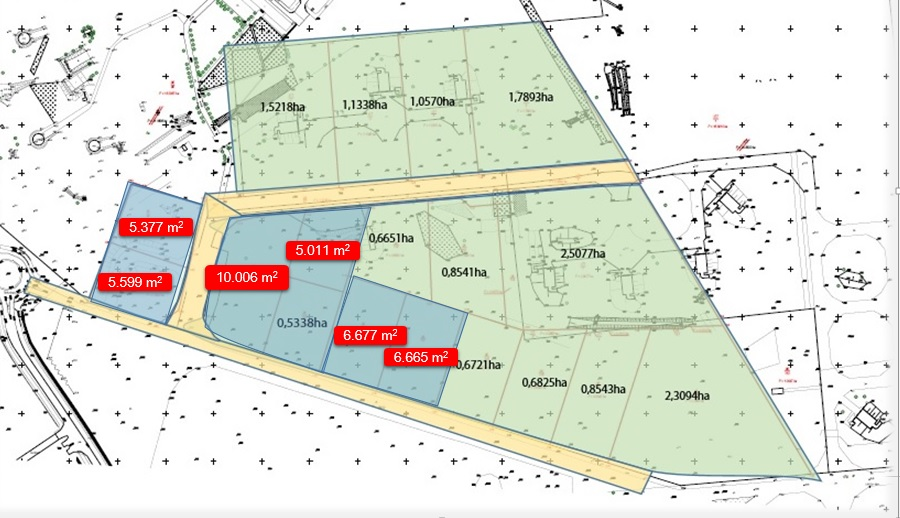 1,5218ha
1,1338ha
1,0570ha
1,7893ha
5.377 m²
5.599 m²
10.006 m²
5.011 m²
0,6651ha
0,8541ha
2,5077ha
0,5338ha
6.677 m²
6.665 m²
0,6721ha
0,6825ha
0,8543ha
2,3094ha